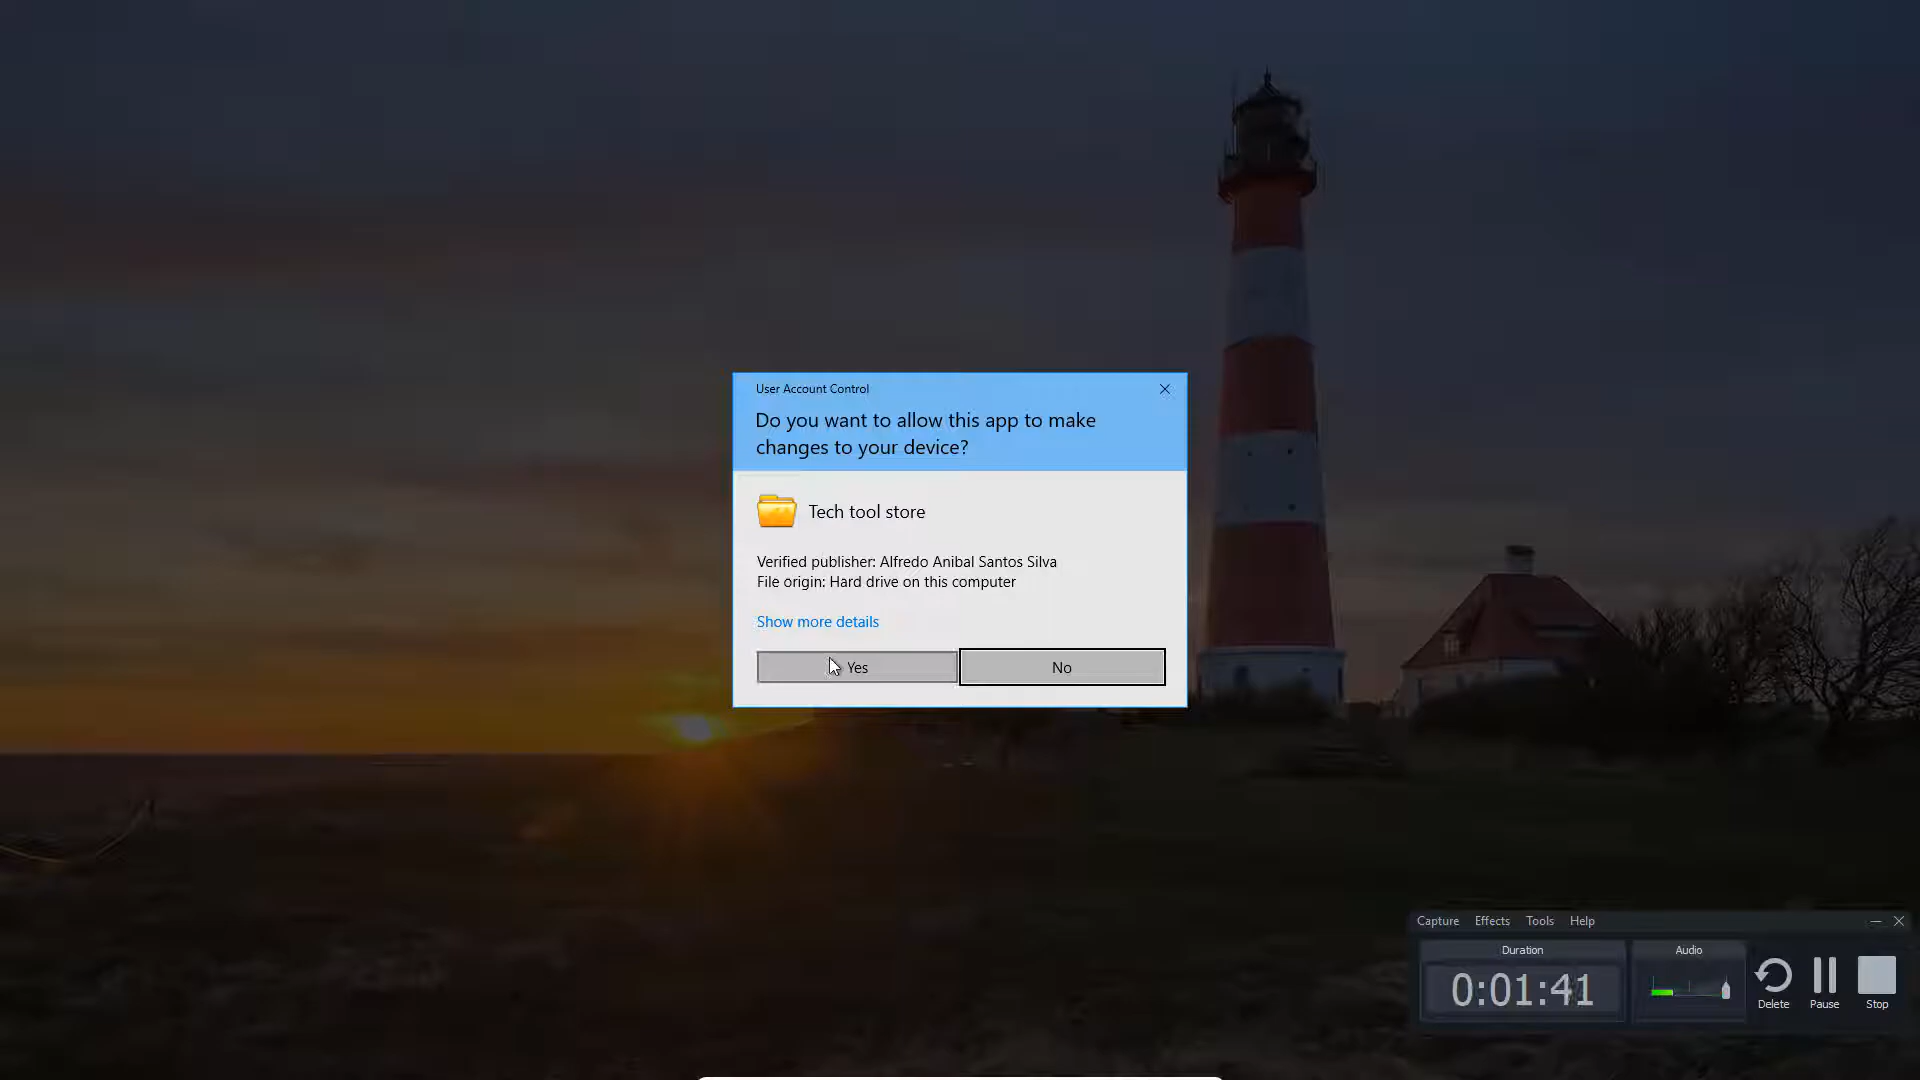 User Account Control
Do you want to allow this app to make
changes to your device?
Tech tool store
Verified publisher: Alfredo Anibal Santos Silva
File origin: Hard drive on this computer
Show more details
Yes
No
Capture Effects Tools Help
Duration
Audio
0:01:41
Delete
Pause
Stop